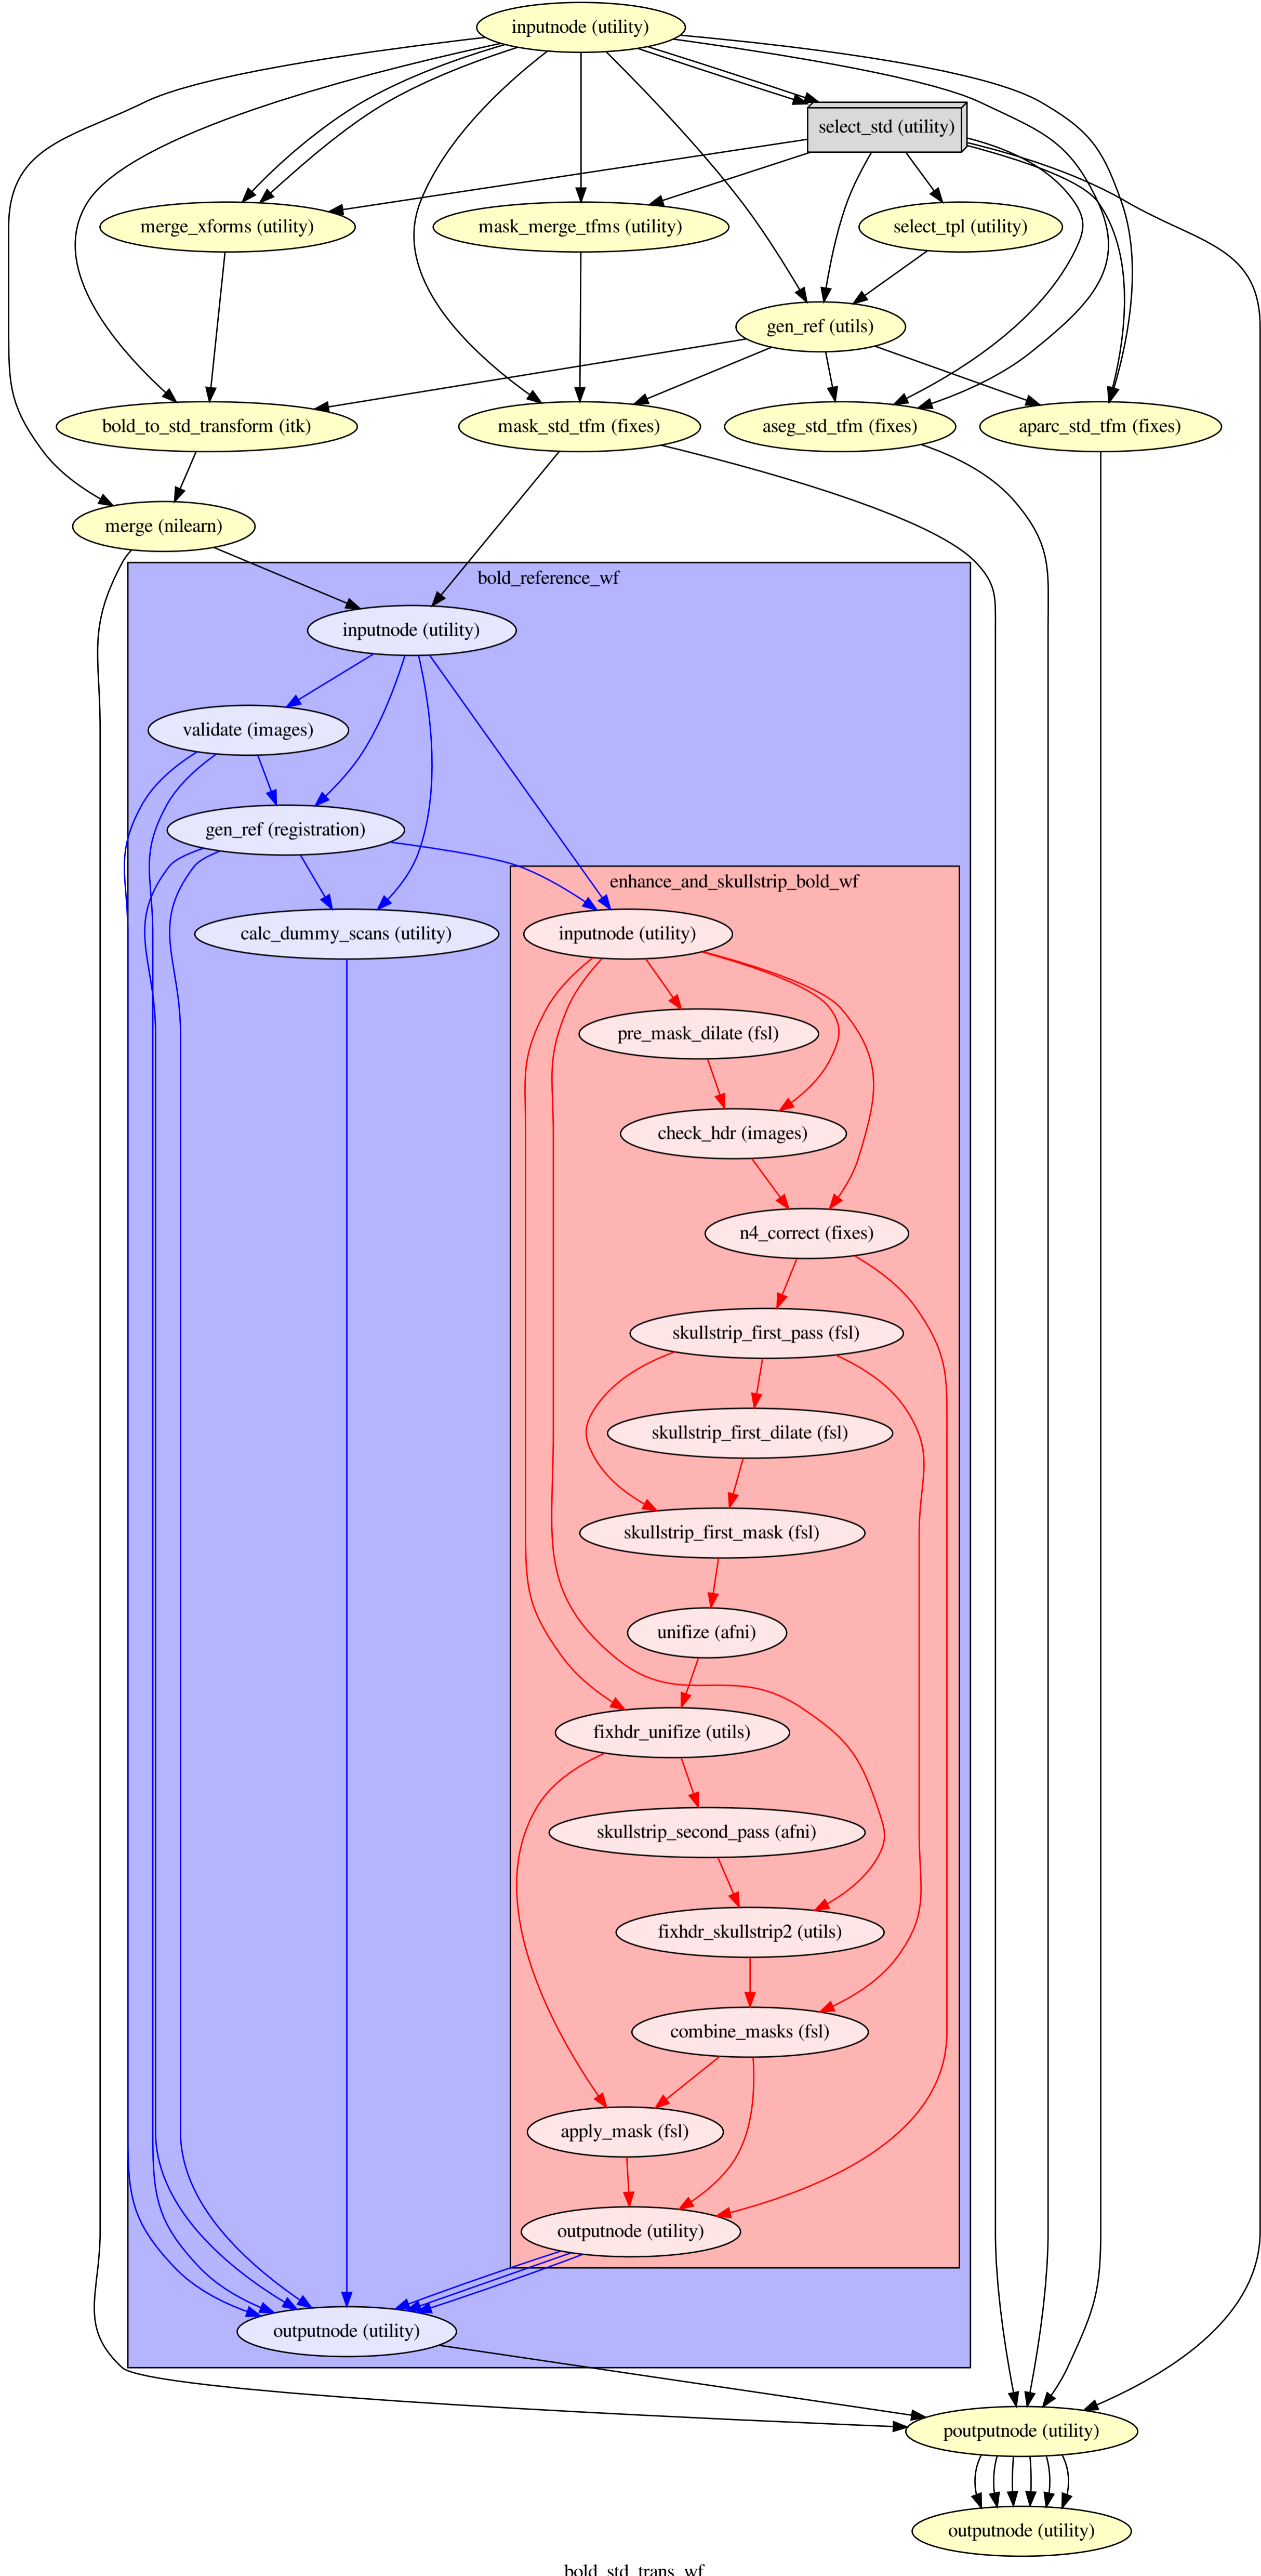 inputnode (utility)
select_std (utility)
merge_xforms (utility)
mask_merge_tfms (utility)
select_tpl (utility)
gen_ref (utils)
bold_to_std_transform (itk)
mask_std_tfm (fixes)
aseg_std_tfm (fixes)
aparc_std_tfm (fixes)
merge (nilearn)
bold_reference_wf
inputnode (utility)
validate (images)
gen_ref (registration)
enhance_and_skullstrip_bold_wf
calc_dummy_scans (utility)
inputnode (utility)
pre_mask_dilate (fsl)
check_hdr (images)
n4_correct (fixes)
skullstrip_first_pass (fsl)
skullstrip_first_dilate (fsl)
skullstrip_first_mask (fsl)
unifize (afni)
fixhdr_unifize (utils)
skullstrip_second_pass (afni)
fixhdr_skullstrip2 (utils)
combine_masks (fsl)
apply_mask (fsl)
outputnode (utility)
outputnode (utility)
poutputnode (utility)
outputnode (utility)
bold_std_trans_wf